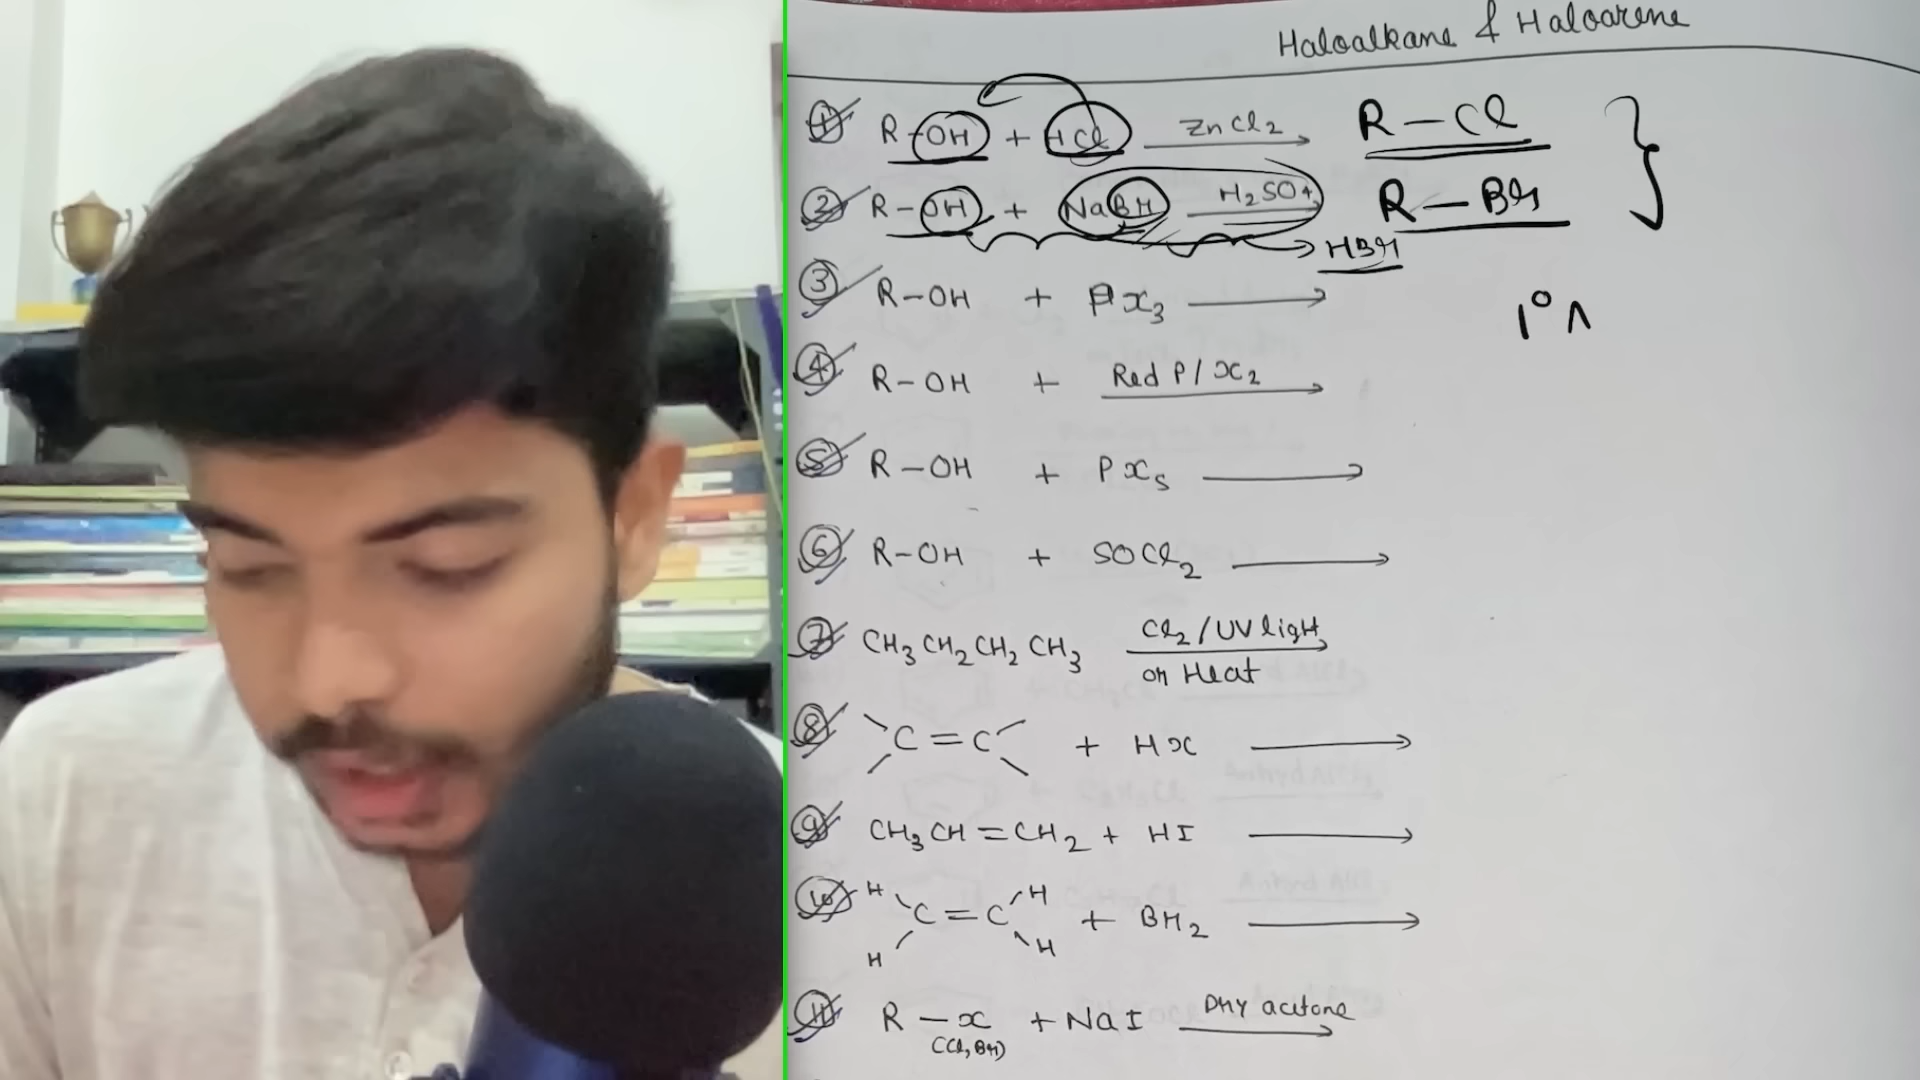 Haloalkane & Haloarene
① R-OH + HCl ZnCl2 → R-Cl
② R-OH + NaBr H2SO4 → R-Br
→ HBr
③ R-OH + PX3 →
1° Λ
④ R-OH + Red P/X2 →
⑤ R-OH + PX5 →
⑥ R-OH + SOCl2 →
⑦ CH3CH2CH2CH3 Cl2/UV light →
or Heat
⑧ C=C + HX →
⑨ CH3CH=CH2 + HI →
H H
⑩ C=C + Br2 →
H H
⑪ R-X + NaI Dry acetone →
(Cl, Br)